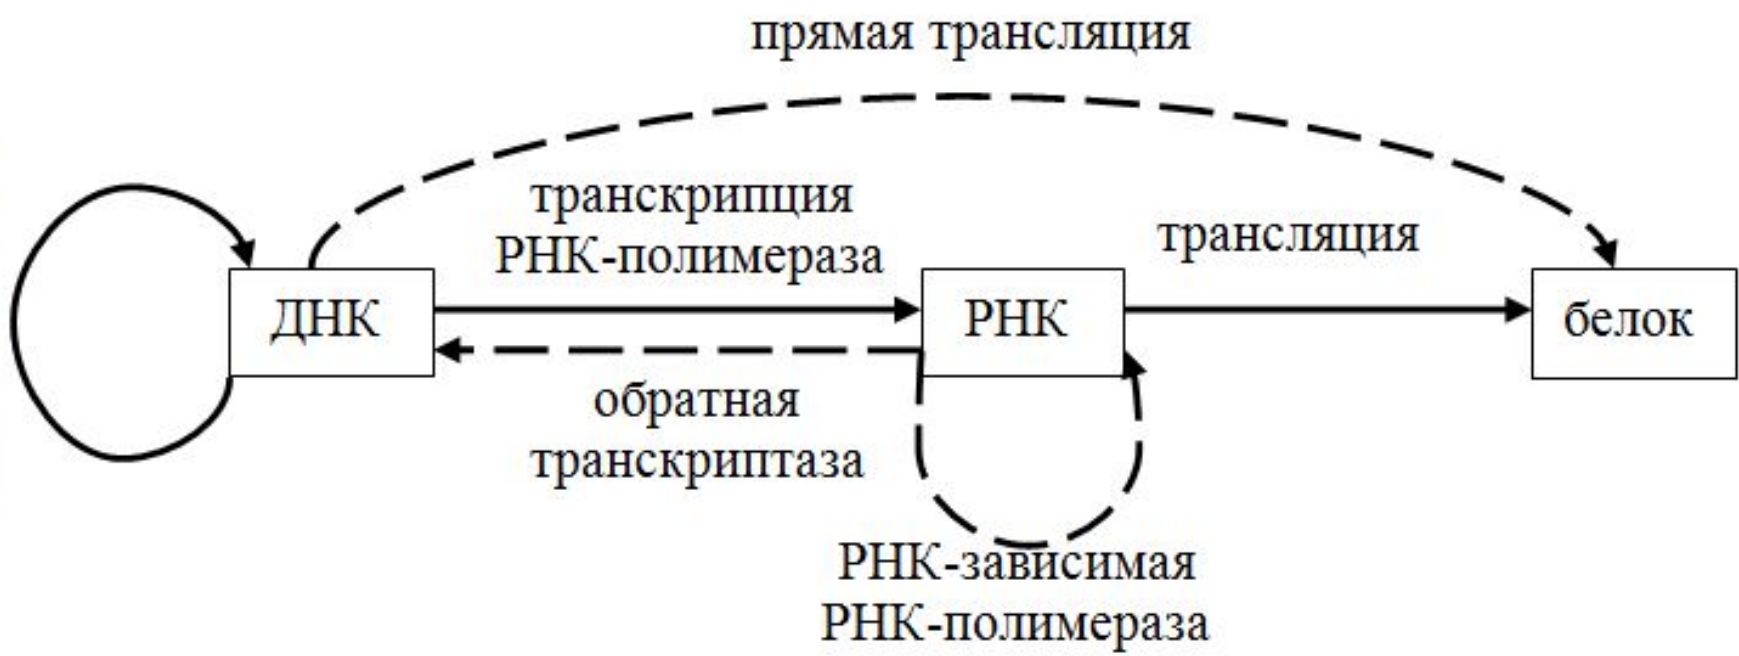 прямая трансляция
транскрипция
РНК-полимераза
трансляция
ДНК
РНК
белок
обратная
транскриптаза
РНК-зависимая
РНК-полимераза